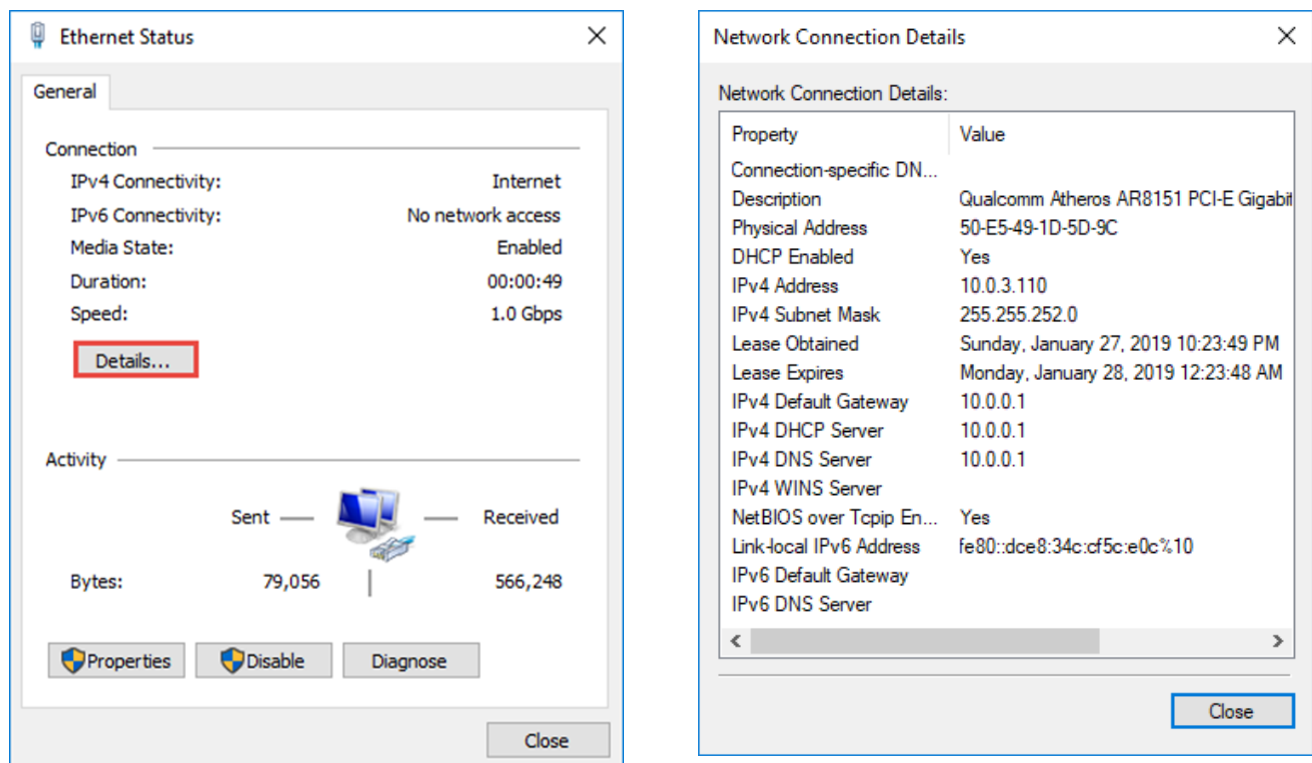 Ethernet Status
General
Connection
IPv4 Connectivity: Internet
IPv6 Connectivity: No network access
Media State: Enabled
Duration: 00:00:49
Speed: 1.0 Gbps
Details...
Activity
Sent Received
Bytes: 79,056 566,248
Properties Disable Diagnose
Close
Network Connection Details
Network Connection Details:
Property Value
Connection-specific DN...
Description Qualcomm Atheros AR8151 PCI-E Gigabit
Physical Address 50-E5-49-1D-5D-9C
DHCP Enabled Yes
IPv4 Address 10.0.3.110
IPv4 Subnet Mask 255.255.252.0
Lease Obtained Sunday, January 27, 2019 10:23:49 PM
Lease Expires Monday, January 28, 2019 12:23:48 AM
IPv4 Default Gateway 10.0.0.1
IPv4 DHCP Server 10.0.0.1
IPv4 DNS Server 10.0.0.1
IPv4 WINS Server
NetBIOS over Tcpip En... Yes
Link-local IPv6 Address fe80::dce8:34c:cf5c:e0c%10
IPv6 Default Gateway
IPv6 DNS Server
Close